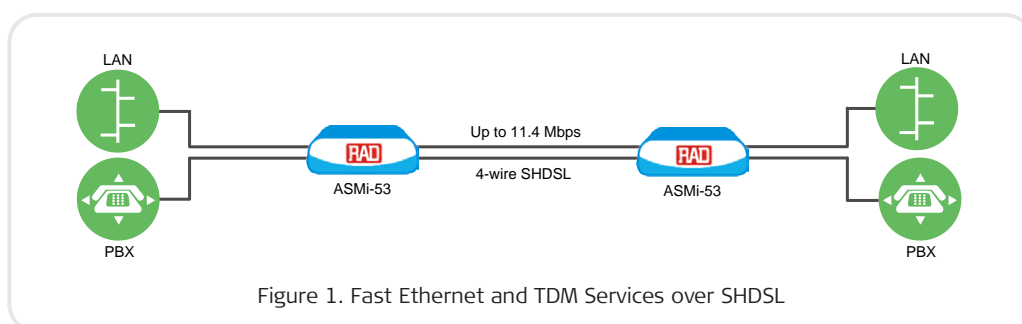 LAN
LAN
Up to 11.4 Mbps
RAD
RAD
4-wire SHDSL
ASMi-53
ASMi-53
PBX
PBX
Figure 1. Fast Ethernet and TDM Services over SHDSL